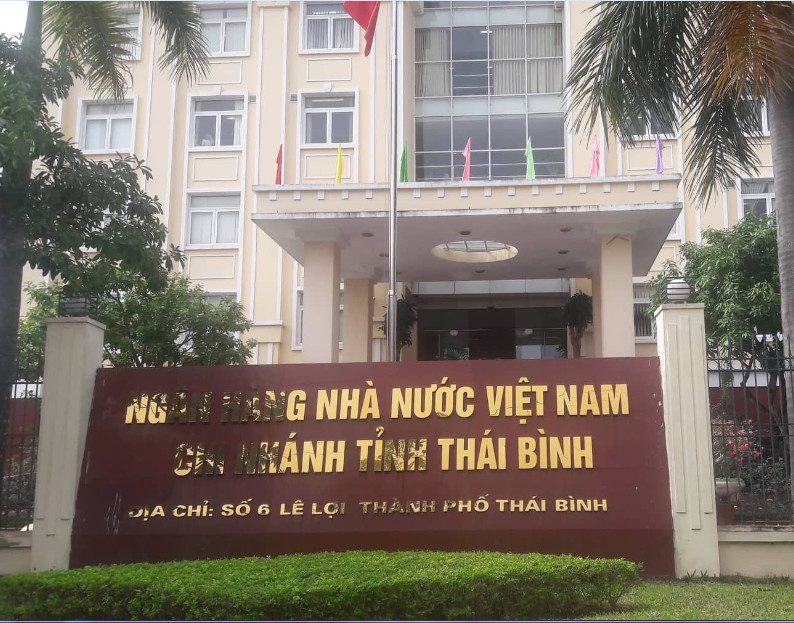 NGÂN HÀNG NHÀ NƯỚC VIỆT NAM
CHI NHÁNH TỈNH THÁI BÌNH
ĐỊA CHỈ: SỐ 6 LÊ LỢI THÀNH PHỐ THÁI BÌNH